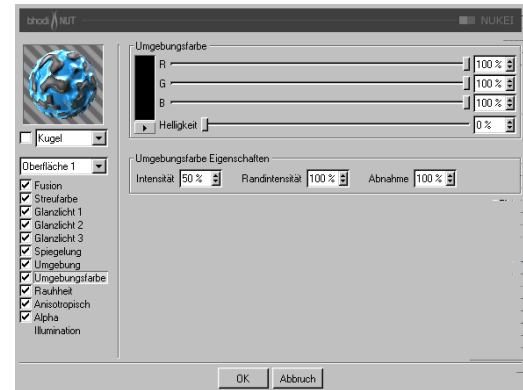 bhodi NUT
NUKEI
Umgebungsfarbe
R 100 %
G 100 %
B 100 %
Helligkeit 0 %
Kugel
Oberfläche 1
Umgebungsfarbe Eigenschaften
Intensität 50 % Randintensität 100 % Abnahme 100 %
Fusion
Streufarbe
Glanzlicht 1
Glanzlicht 2
Glanzlicht 3
Spiegelung
Umgebung
Umgebungsfarbe
Rauhheit
Anisotropisch
Alpha
Illumination
OK Abbruch